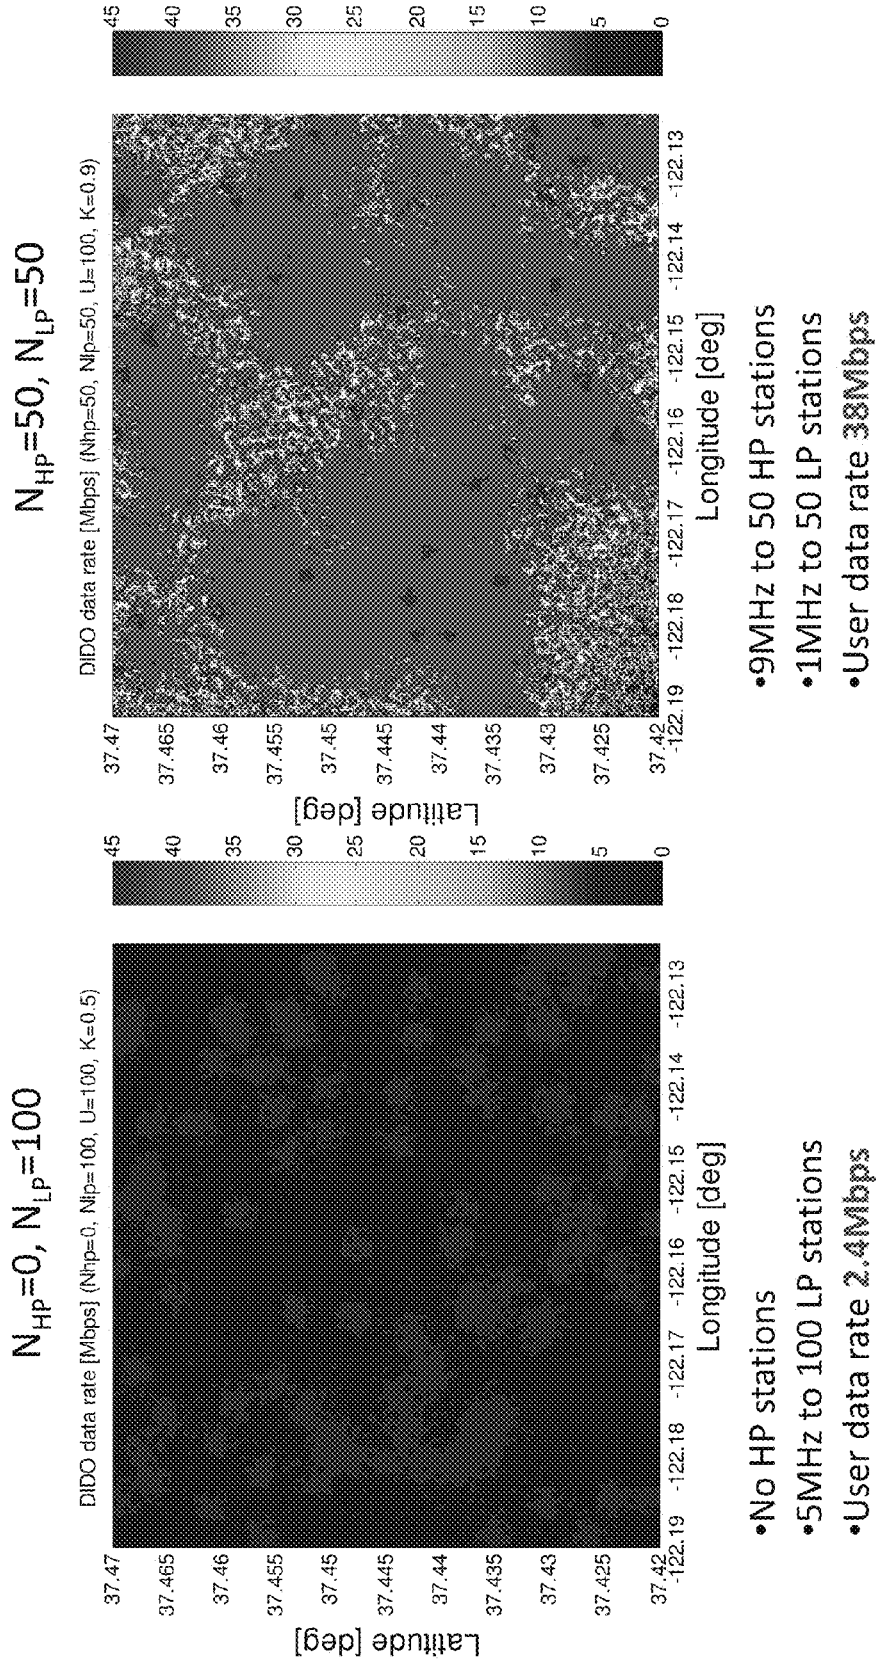 N_HP=0, N_LP=100
DIDO data rate [Mbps] (Nhp=0, Nlp=100, U=100, K=0.5)
45
40
35
30
25
20
15
10
5
0
37.47
37.465
37.46
37.455
37.45
37.445
37.44
37.435
37.43
37.425
37.42
Latitude [deg]
-122.19 -122.18 -122.17 -122.16 -122.15 -122.14 -122.13
Longitude [deg]
•No HP stations
•5MHz to 100 LP stations
•User data rate 2.4Mbps
N_HP=50, N_LP=50
DIDO data rate [Mbps] (Nhp=50, Nlp=50, U=100, K=0.9)
45
40
35
30
25
20
15
10
5
0
37.47
37.465
37.46
37.455
37.45
37.445
37.44
37.435
37.43
37.425
37.42
Latitude [deg]
-122.19 -122.18 -122.17 -122.16 -122.15 -122.14 -122.13
Longitude [deg]
•9MHz to 50 HP stations
•1MHz to 50 LP stations
•User data rate 38Mbps